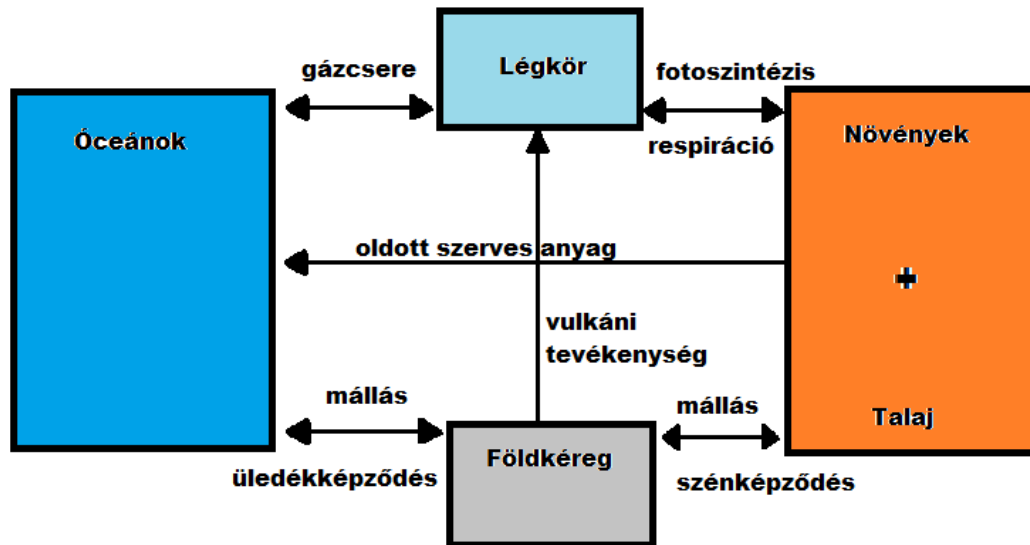 Légkör
gázcsere
fotoszintézis
Óceánok
Növények
respiráció
oldott szerves anyag
+
vulkáni
tevékenység
mállás
mállás
Talaj
Földkéreg
üledékképződés
szénképződés